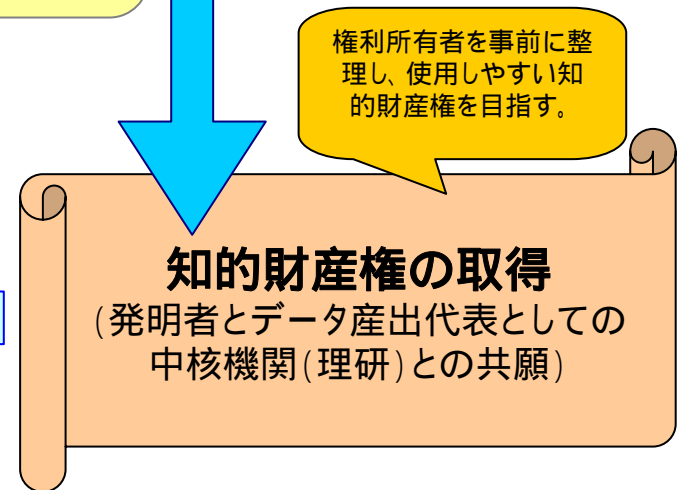 権利所有者を事前に整
理し、使用しやすい知
的財産権を目指す。
知的財産権の取得
(発明者とデータ産出代表としての
中核機関(理研)との共願)